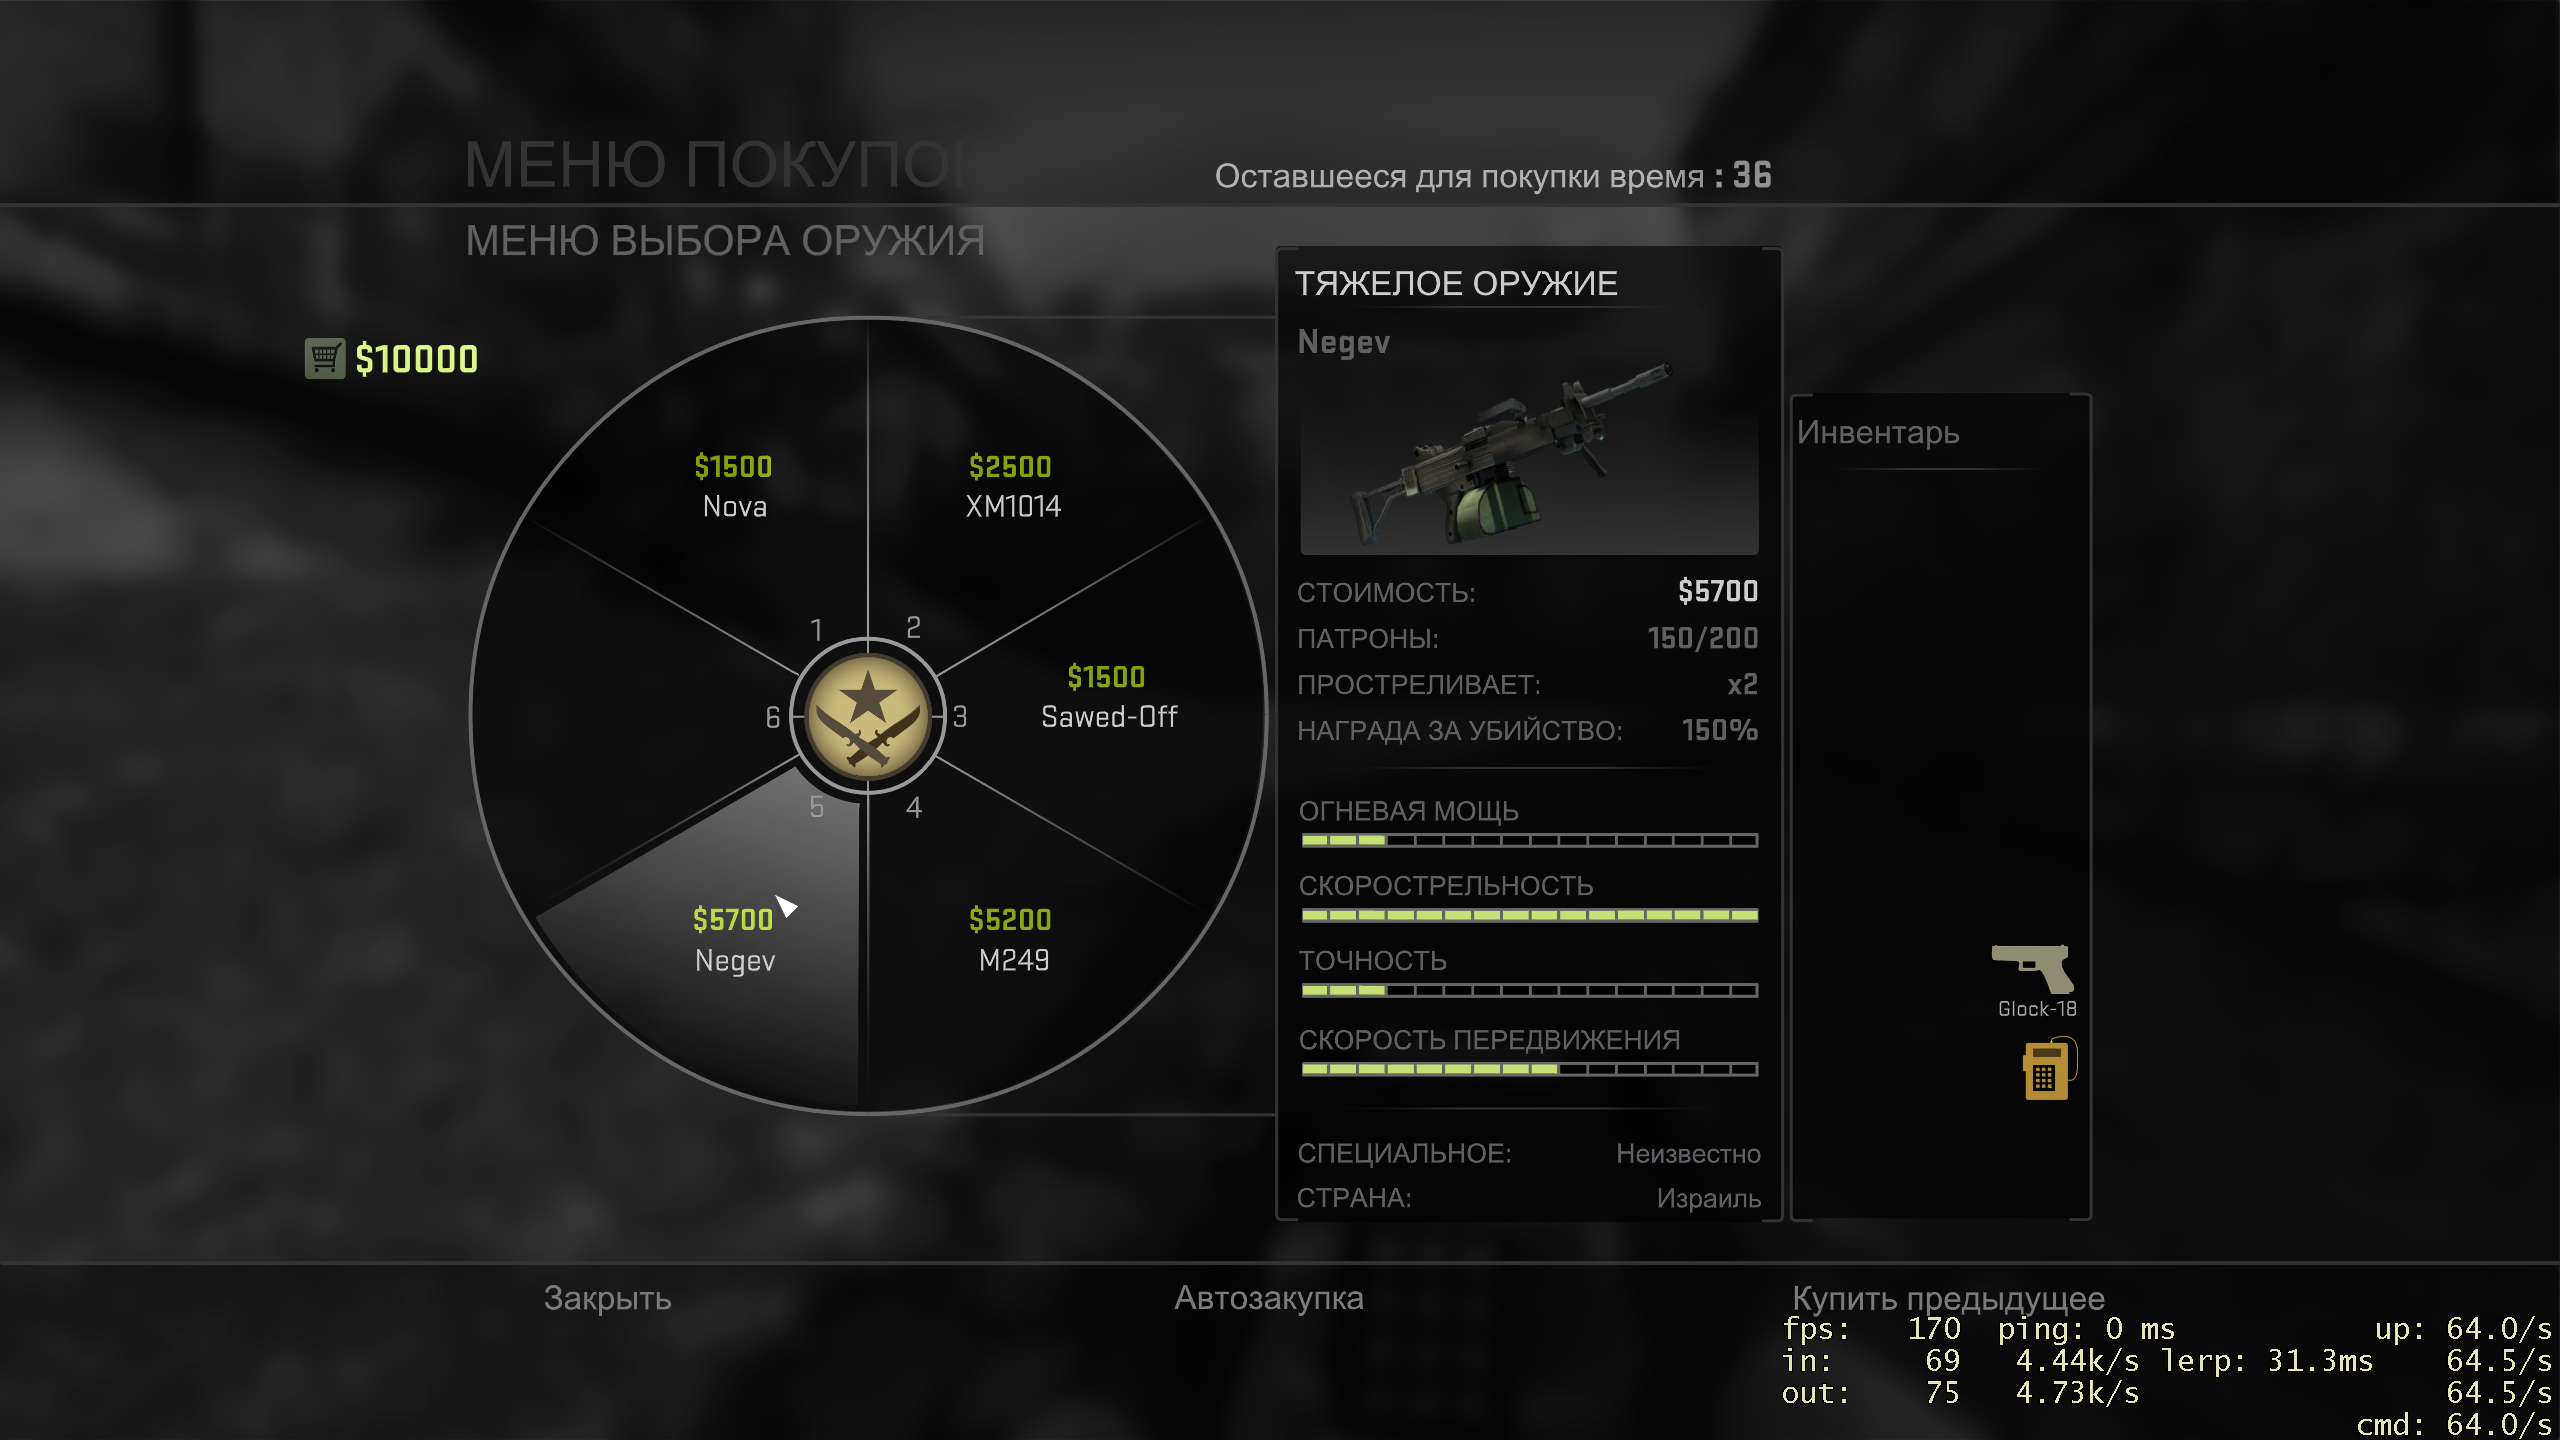 МЕНЮ ПОКУПОК
Оставшееся для покупки время : 36
МЕНЮ ВЫБОРА ОРУЖИЯ
$10000
$1500
Nova
$2500
XM1014
$1500
Sawed-Off
$5200
M249
$5700
Negev
1
2
3
4
5
6
ТЯЖЕЛОЕ ОРУЖИЕ
Negev
СТОИМОСТЬ: $5700
ПАТРОНЫ: 150/200
ПРОСТРЕЛИВАЕТ: x2
НАГРАДА ЗА УБИЙСТВО: 150%
ОГНЕВАЯ МОЩЬ
СКОРОСТРЕЛЬНОСТЬ
ТОЧНОСТЬ
СКОРОСТЬ ПЕРЕДВИЖЕНИЯ
СПЕЦИАЛЬНОЕ: Неизвестно
СТРАНА: Израиль
Инвентарь
Glock-18
Закрыть
Автозакупка
Купить предыдущее
fps: 170 ping: 0 ms up: 64.0/s
in: 69 4.44k/s lerp: 31.3ms 64.5/s
out: 75 4.73k/s 64.5/s
cmd: 64.0/s